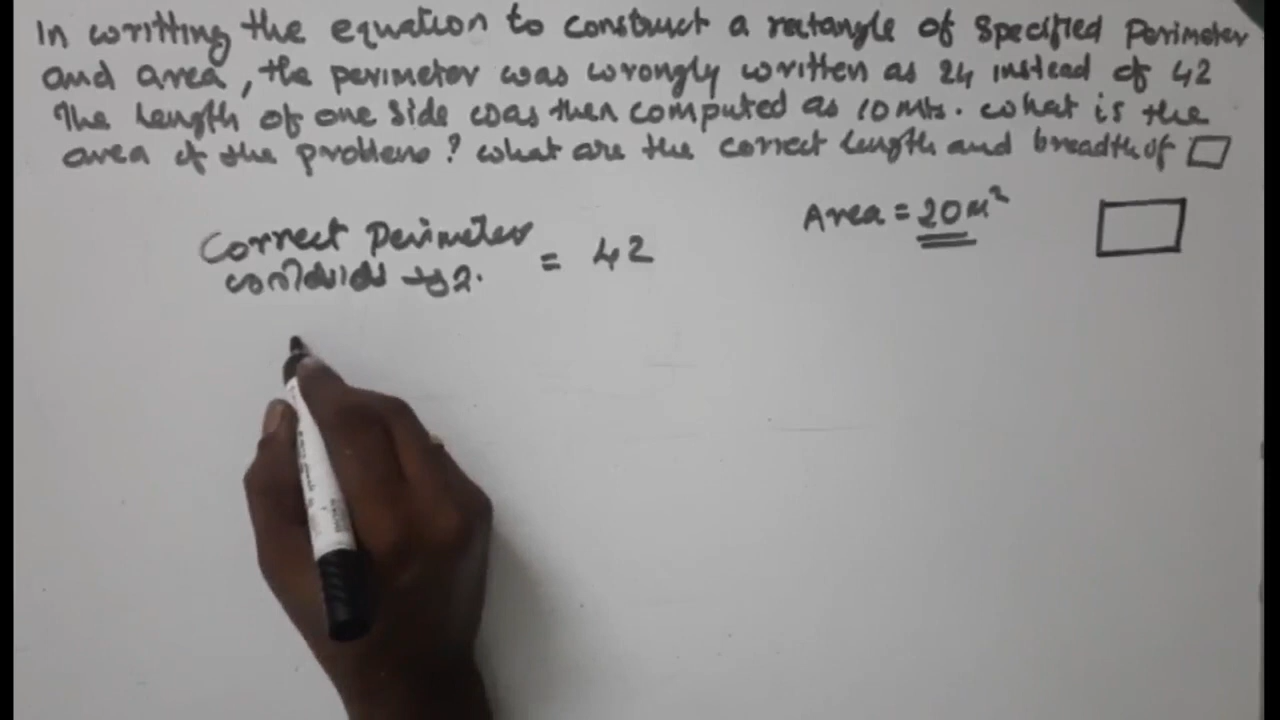 In writting the equation to construct a rectangle of specified Perimeter
and area, the perimeter was wrongly written as 24 instead of 42
The length of one side was then computed as 10 Mts. What is the
area of the problem? What are the correct length and breadth of
Area = 20 M²
Correct Perimeter
= 42